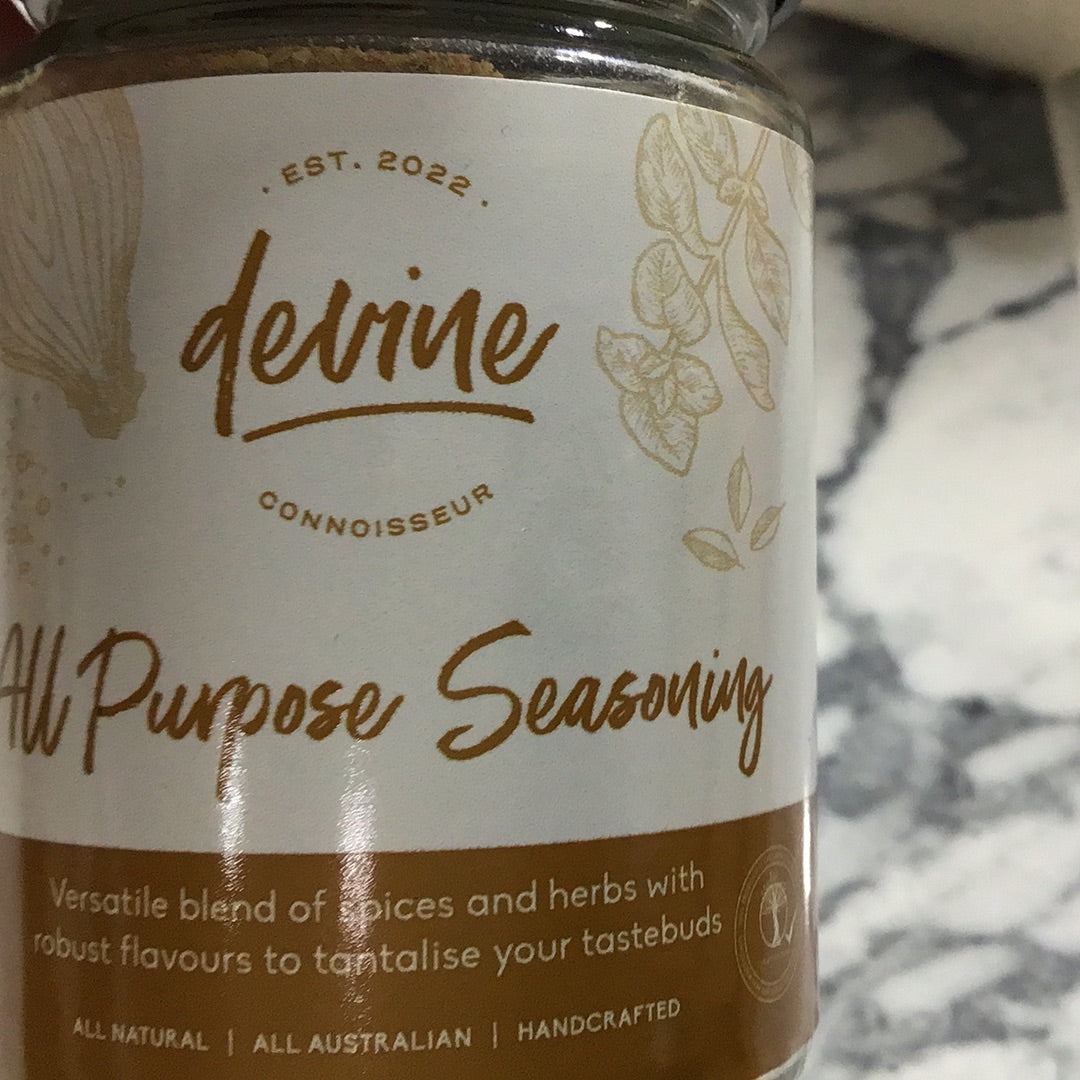 · EST. 2022 ·
devine
CONNOISSEUR
All Purpose Seasoning
Versatile blend of spices and herbs with
robust flavours to tantalise your tastebuds
ALL NATURAL | ALL AUSTRALIAN | HANDCRAFTED